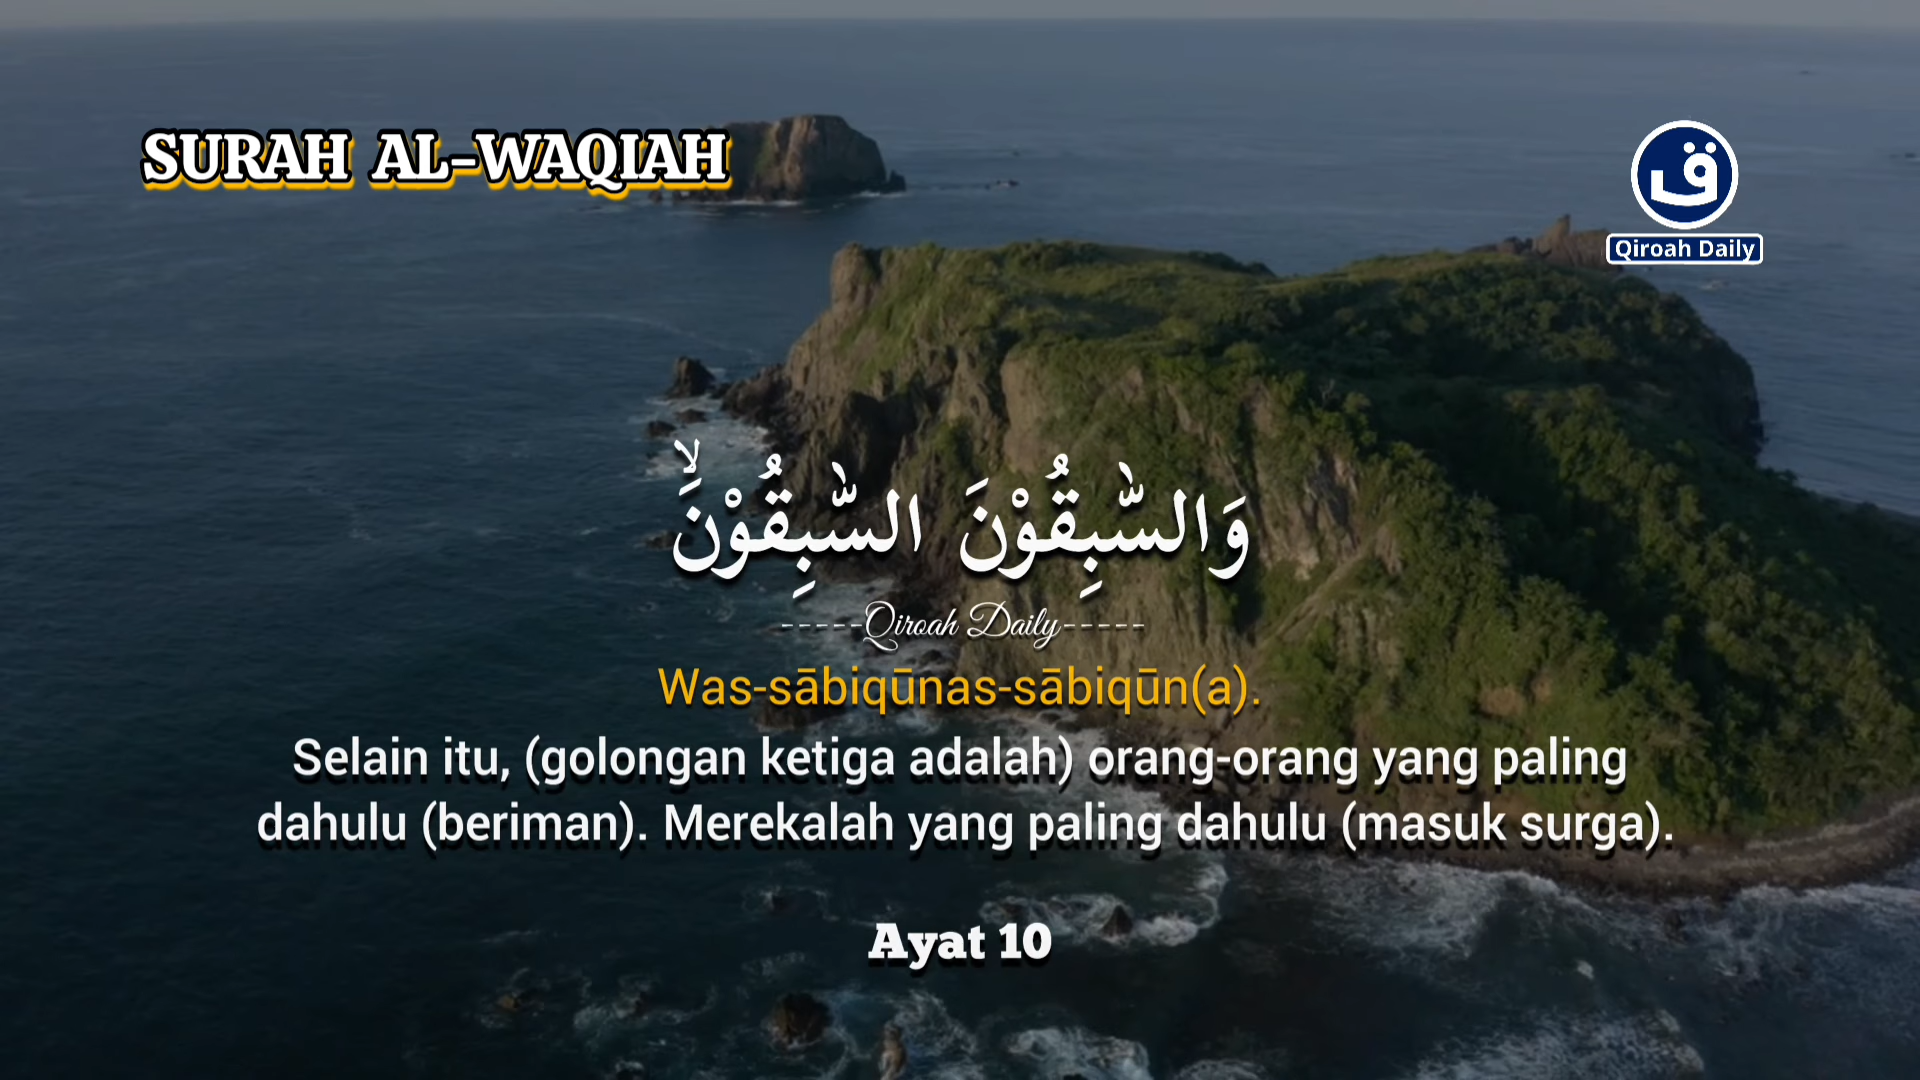 SURAH AL-WAQIAH
ق
Qiroah Daily
وَالسّٰبِقُوْنَ السّٰبِقُوْنَۙ
-----Qiroah Daily-----
Was-sābiqūnas-sābiqūn(a).
Selain itu, (golongan ketiga adalah) orang-orang yang paling
dahulu (beriman). Merekalah yang paling dahulu (masuk surga).
Ayat 10